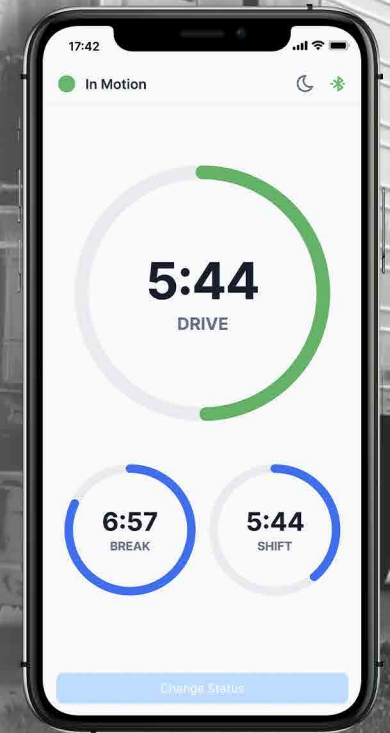 17:42
In Motion
5:44
DRIVE
6:57
BREAK
5:44
SHIFT
Change Status